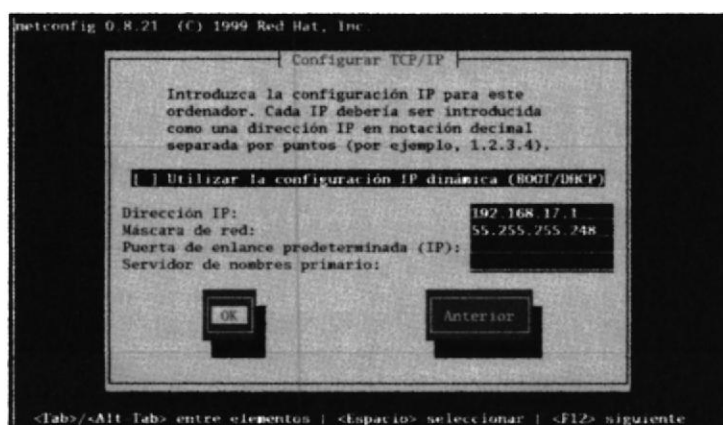 netconfig 0.8.21 (C) 1999 Red Hat, Inc.
Configurar TCP/IP
Introduzca la configuración IP para este
ordenador. Cada IP debería ser introducida
como una dirección IP en notación decimal
separada por puntos (por ejemplo, 1.2.3.4).
[ ] Utilizar la configuración IP dinámica (BOOT/DHCP)
Dirección IP: 192.168.17.1
Máscara de red: 55.255.255.248
Puerta de enlance predeterminada (IP):
Servidor de nombres primario:
OK Anterior
<Tab>/<Alt-Tab> entre elementos | <Espacio> seleccionar | <F12> siguiente